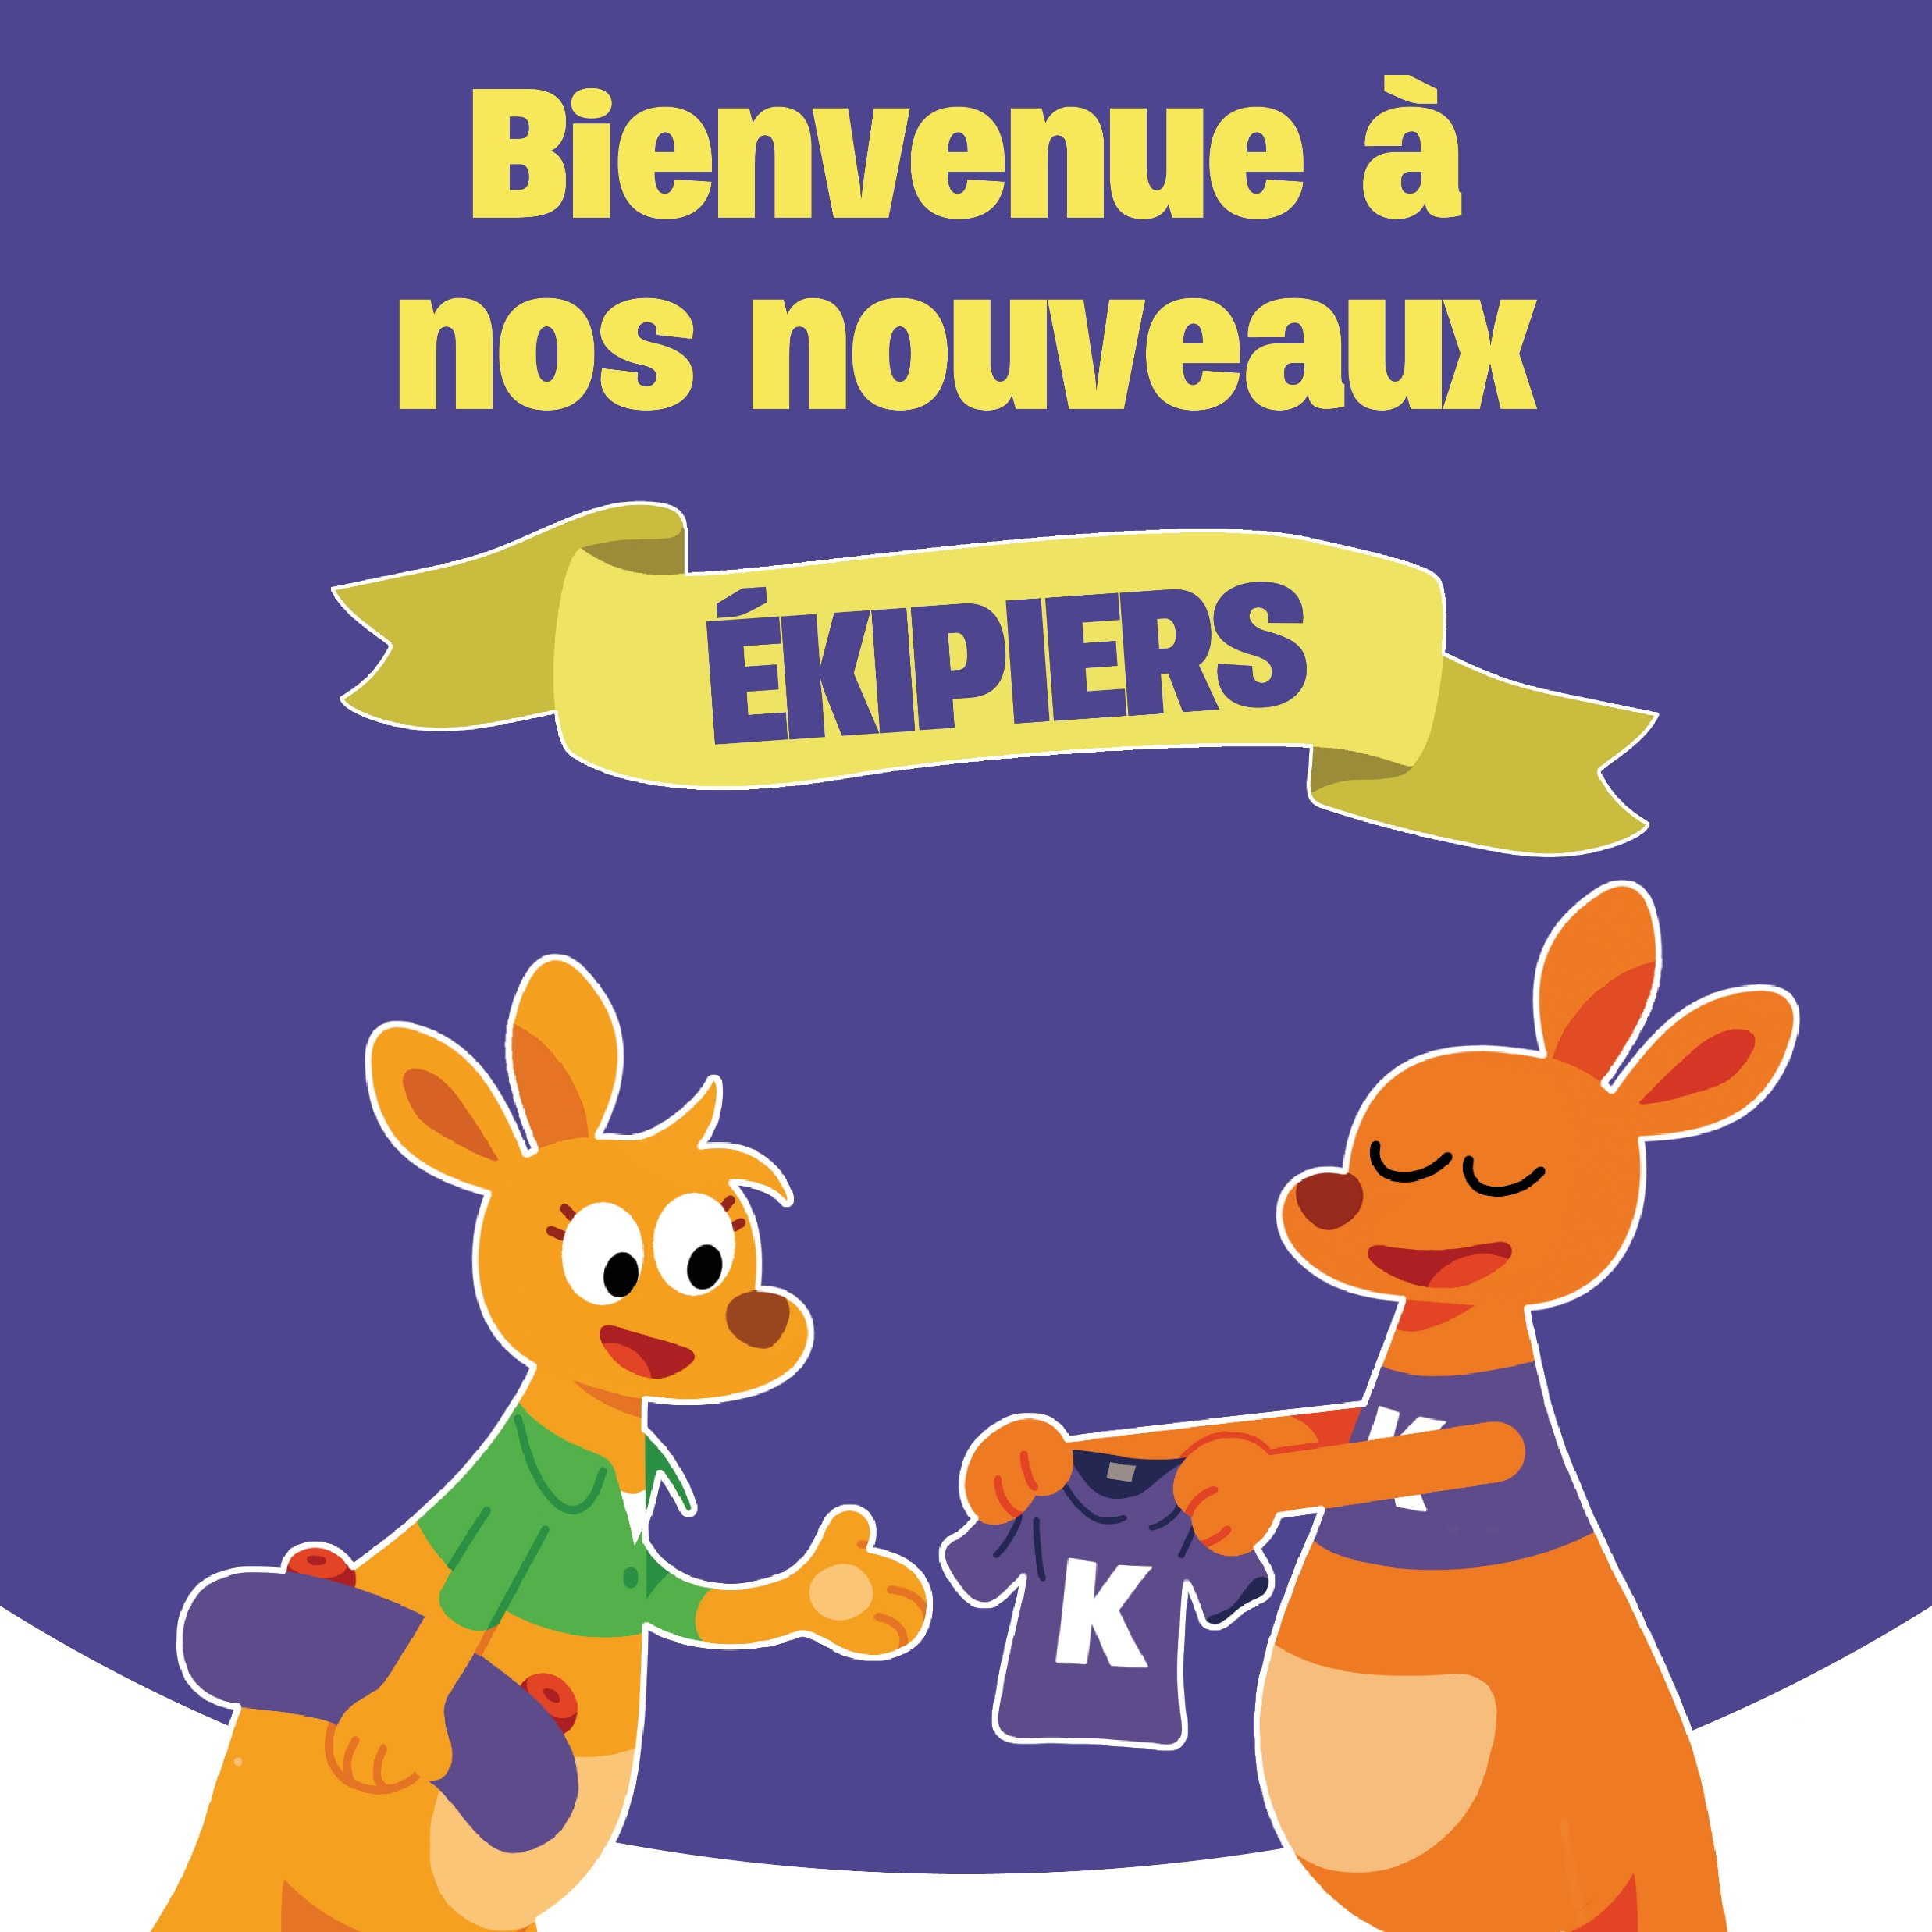 Bienvenue à
nos nouveaux
ÉKIPIERS
K
K